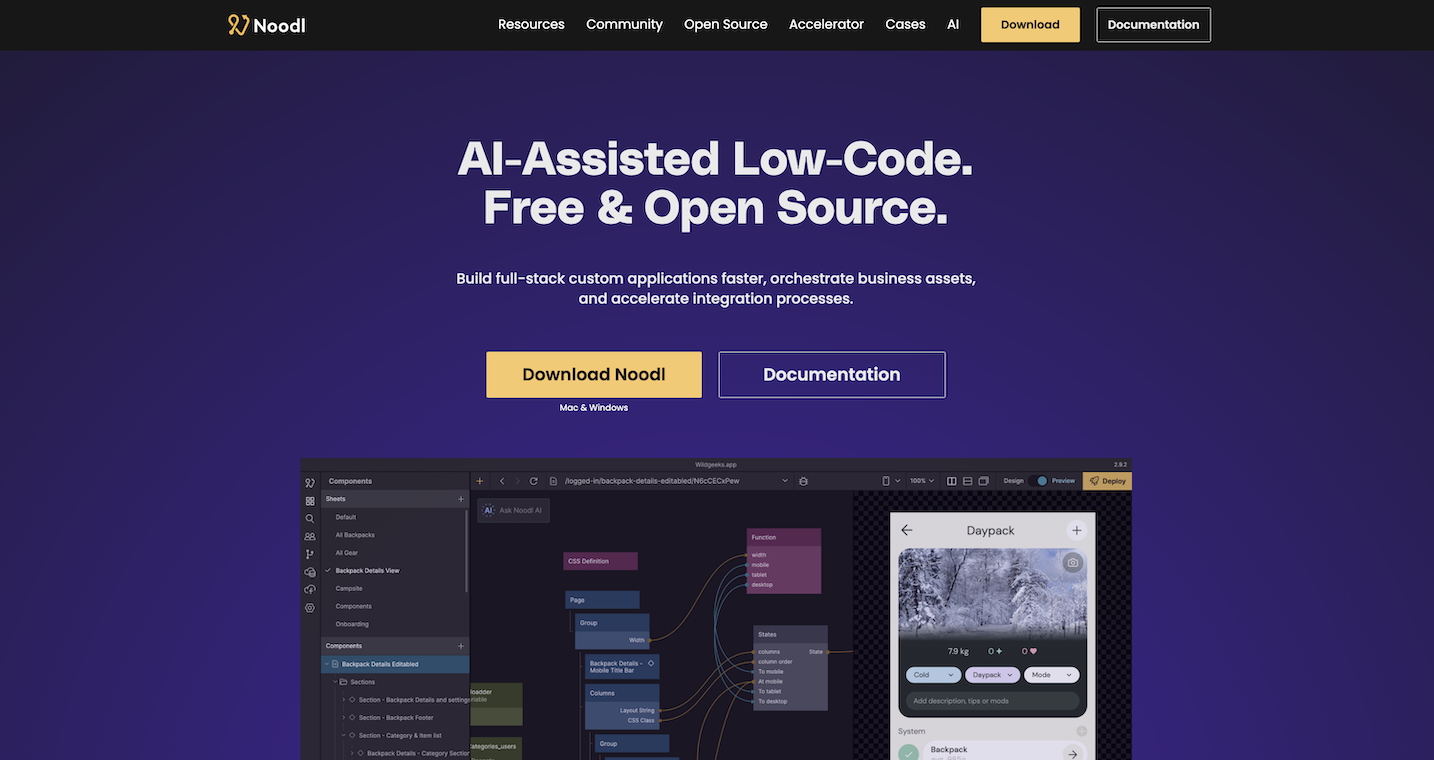 Noodl
Resources
Community
Open Source
Accelerator
Cases
AI
Download
Documentation
AI-Assisted Low-Code.
Free & Open Source.
Build full-stack custom applications faster, orchestrate business assets,
and accelerate integration processes.
Download Noodl
Documentation
Mac & Windows
Wildgeeks.app
2.9.2
Components
/logged-in/backpack-details-editabled/N6cCECxPew
100%
Design
Preview
Deploy
Sheets
Default
All Backpacks
All Gear
Backpack Details View
Campsite
Components
Onboarding
Components
Backpack Details Editabled
Sections
Section - Backpack Details and settings
Section - Backpack Footer
Section - Category & Item list
Backpack Details - Category Section
AI
Ask Noodl AI
CSS Definition
Page
Group
Width
Backpack Details -
Mobile Title Bar
Columns
Layout String
CSS Class
Group
Function
width
mobile
tablet
desktop
States
columns
State
column order
To mobile
At mobile
To tablet
To desktop
Daypack
7.9 kg
0
0
Cold
Daypack
Mode
Add description, tips or mods
System
Backpack